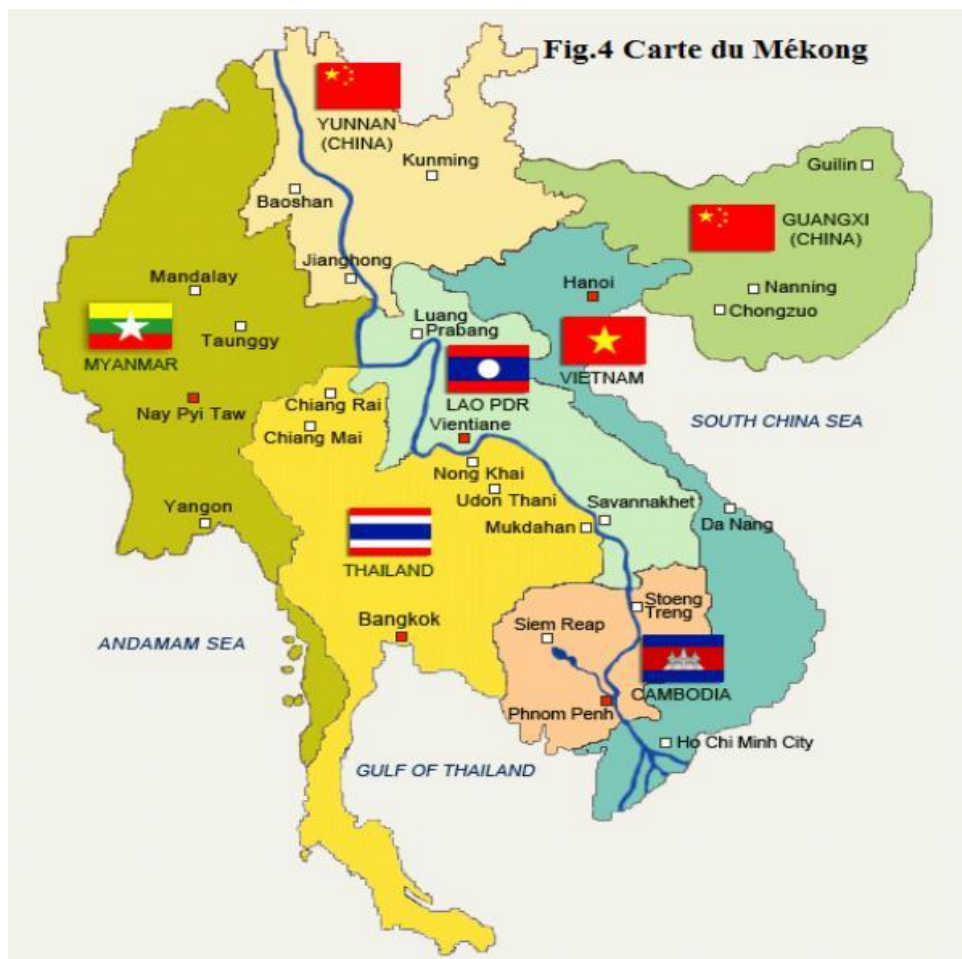 Fig.4 Carte du Mékong
YUNNAN
(CHINA)
Kunming
Guilin
Baoshan
GUANGXI
(CHINA)
Jianghong
Mandalay
Hanoi
Nanning
Chongzuo
Luang
Prabang
Taunggy
MYANMAR
VIETNAM
LAO PDR
Nay Pyi Taw
Chiang Rai
Vientiane
SOUTH CHINA SEA
Chiang Mai
Nong Khai
Udon Thani
Yangon
Savannakhet
Mukdahan
Da Nang
THAILAND
Stoeng
Treng
Bangkok
Siem Reap
ANDAMAM SEA
CAMBODIA
Phnom Penh
Ho Chi Minh City
GULF OF THAILAND